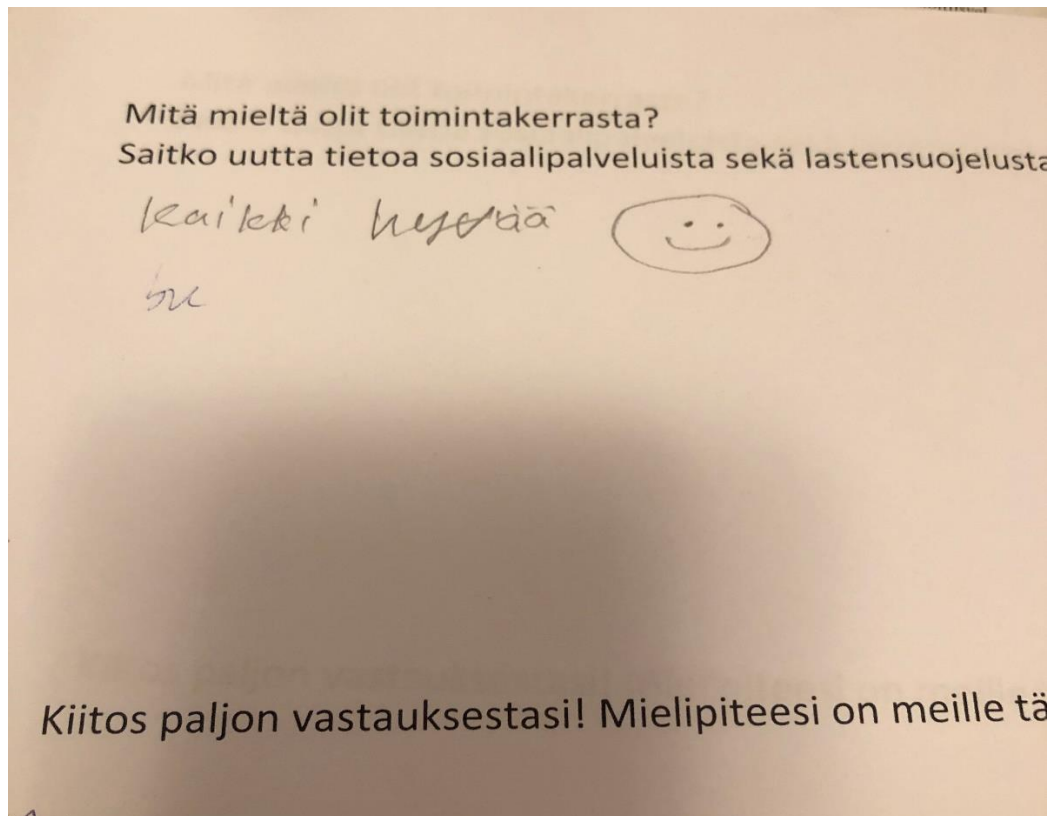 Mitä mieltä olit toimintakerrasta?
Saitko uutta tietoa sosiaalipalveluista sekä lastensuojelusta
kaikki hyvää
Kiitos paljon vastauksestasi! Mielipiteesi on meille tä